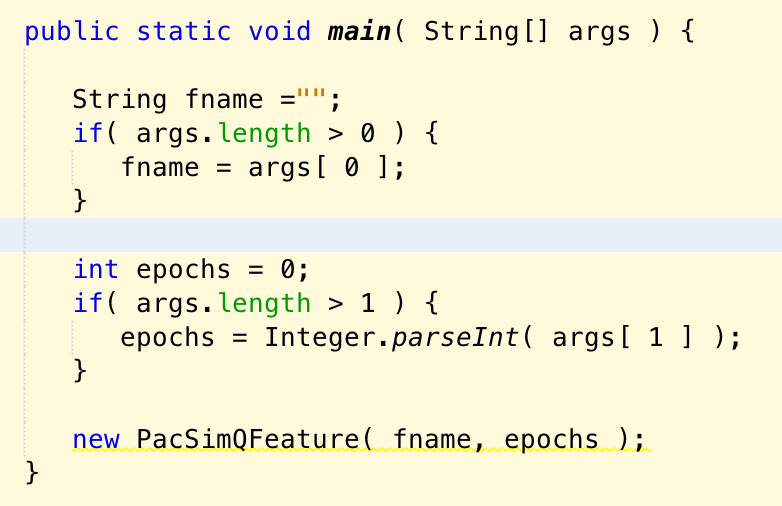 public static void main( String[] args ) {
String fname ="";
if( args.length > 0 ) {
fname = args[ 0 ];
}
int epochs = 0;
if( args.length > 1 ) {
epochs = Integer.parseInt( args[ 1 ] );
}
new PacSimQFeature( fname, epochs );
}